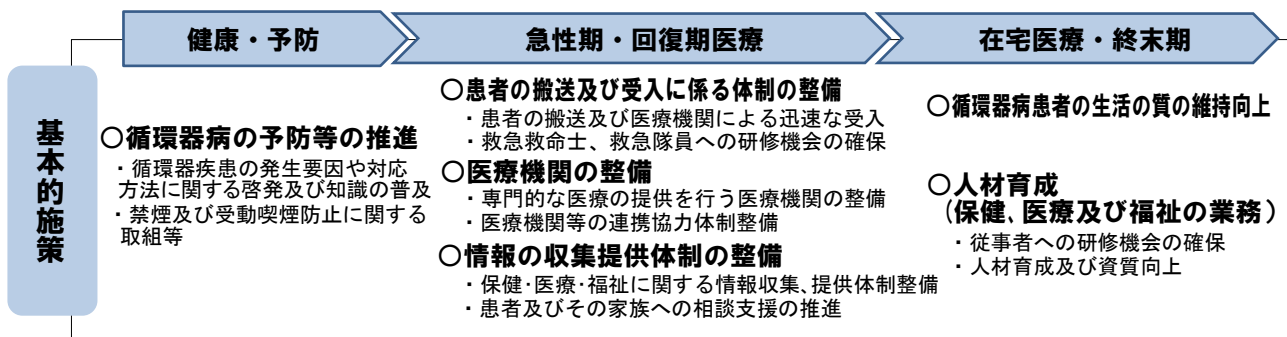 健康・予防
急性期・回復期医療
在宅医療・終末期
基本的施策
〇循環器病の予防等の推進
・循環器疾患の発生要因や対応
方法に関する啓発及び知識の普及
・禁煙及び受動喫煙防止に関する
取組等
〇患者の搬送及び受入に係る体制の整備
・患者の搬送及び医療機関による迅速な受入
・救急救命士、救急隊員への研修機会の確保
〇医療機関の整備
・専門的な医療の提供を行う医療機関の整備
・医療機関等の連携協力体制整備
〇情報の収集提供体制の整備
・保健・医療・福祉に関する情報収集、提供体制整備
・患者及びその家族への相談支援の推進
〇循環器病患者の生活の質の維持向上
〇人材育成
(保健、医療及び福祉の業務)
・従事者への研修機会の確保
・人材育成及び資質向上